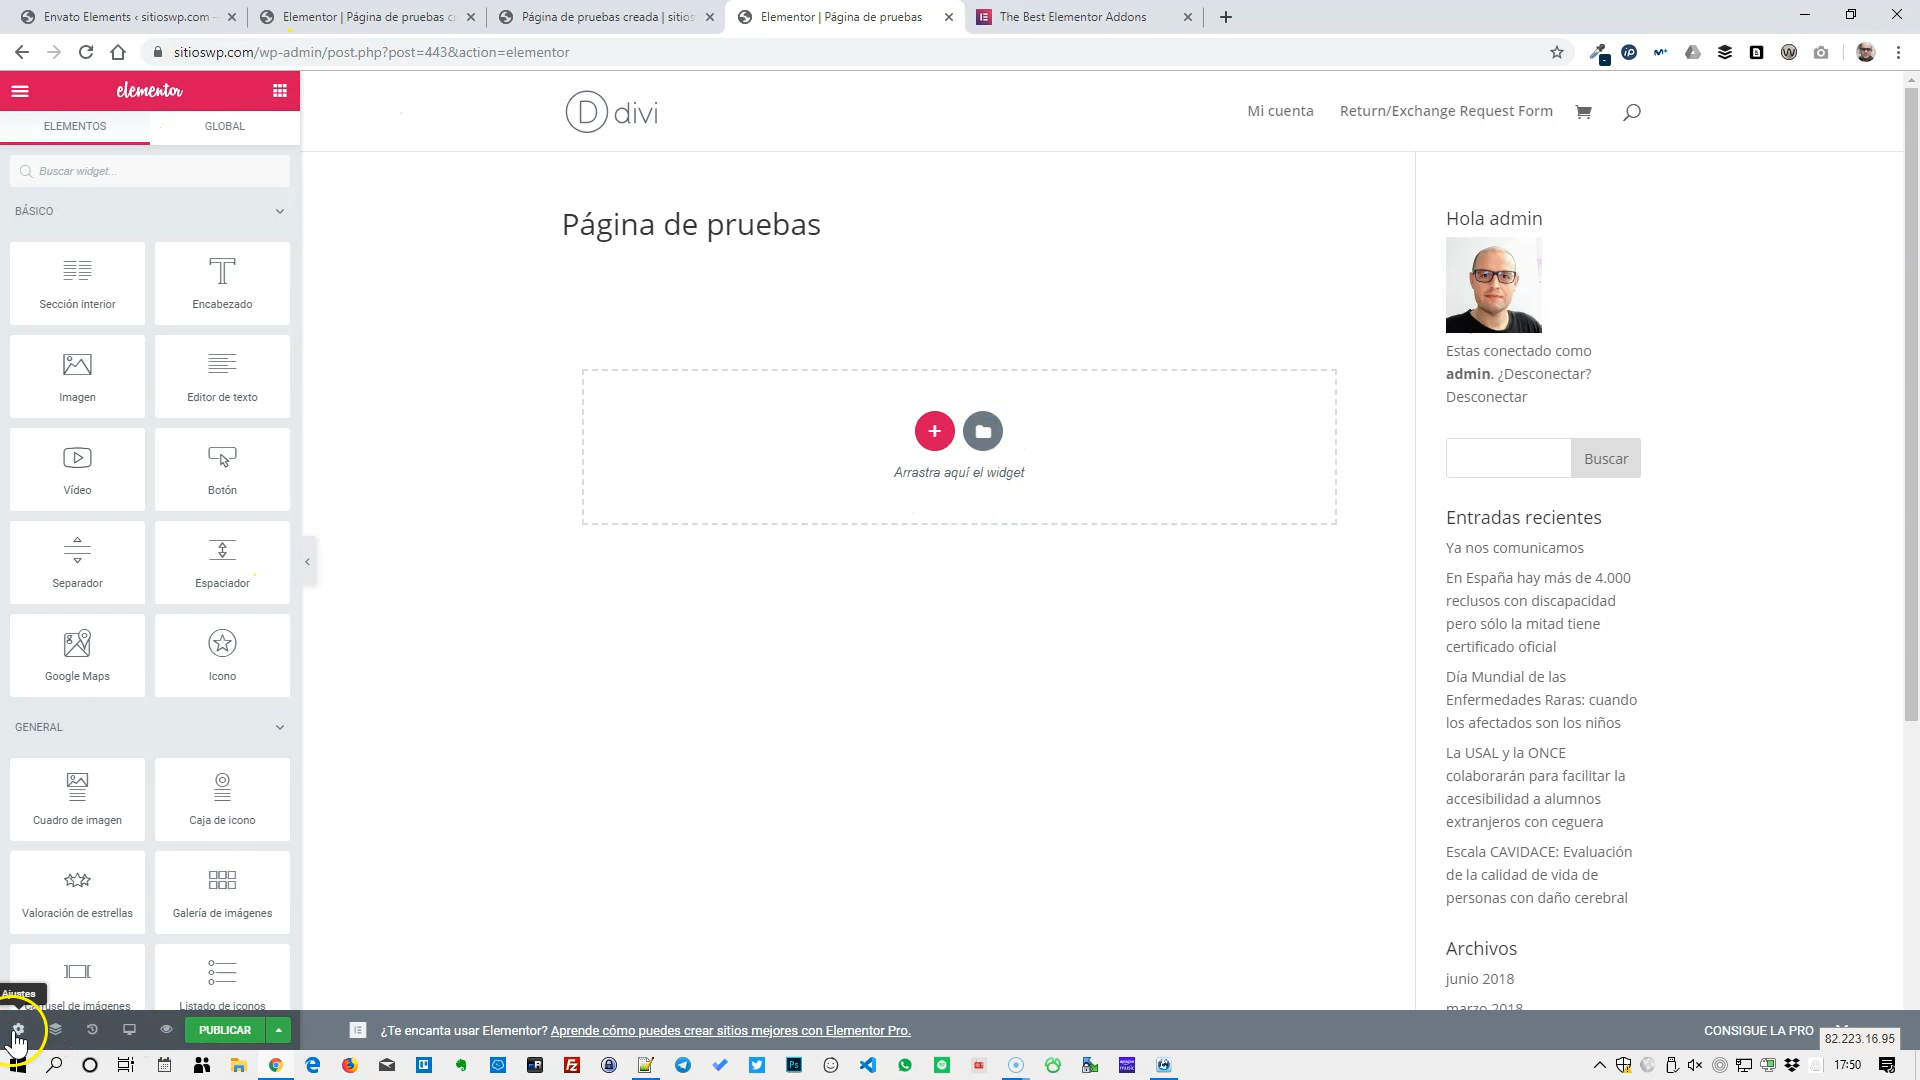 Envato Elements ‹ sitioswp.com –
Elementor | Página de pruebas c
Página de pruebas creada | sitios
Elementor | Página de pruebas
The Best Elementor Addons
sitioswp.com/wp-admin/post.php?post=443&action=elementor
elementor
ELEMENTOS
GLOBAL
Buscar widget...
BÁSICO
Sección interior
Encabezado
Imagen
Editor de texto
Vídeo
Botón
Separador
Espaciador
Google Maps
Icono
GENERAL
Cuadro de imagen
Caja de icono
Valoración de estrellas
Galería de imágenes
Ajustes
de imágenes
Listado de iconos
PUBLICAR
divi
Mi cuenta
Return/Exchange Request Form
Página de pruebas
Arrastra aquí el widget
Hola admin
Estas conectado como
admin. ¿Desconectar?
Desconectar
Buscar
Entradas recientes
Ya nos comunicamos
En España hay más de 4.000
reclusos con discapacidad
pero sólo la mitad tiene
certificado oficial
Día Mundial de las
Enfermedades Raras: cuando
los afectados son los niños
La USAL y la ONCE
colaborarán para facilitar la
accesibilidad a alumnos
extranjeros con ceguera
Escala CAVIDACE: Evaluación
de la calidad de vida de
personas con daño cerebral
Archivos
junio 2018
marzo 2018
¿Te encanta usar Elementor? Aprende cómo puedes crear sitios mejores con Elementor Pro.
CONSIGUE LA PRO
82.223.16.95
17:50